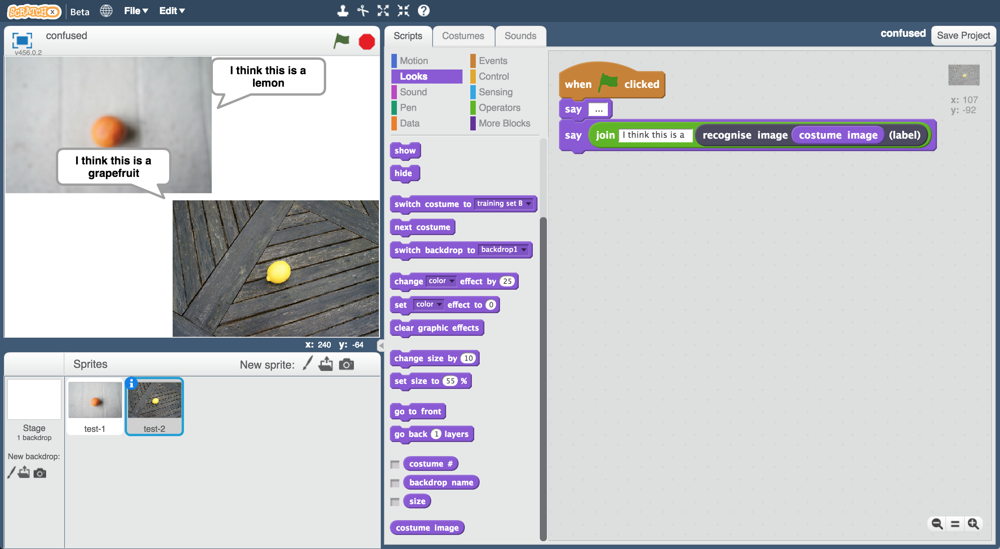 SCRATCH X
Beta
File
Edit
confused
v456.0.2
I think this is a
lemon
I think this is a
grapefruit
x: 240 y: -64
Sprites
New sprite:
Stage
1 backdrop
New backdrop:
test-1
test-2
Scripts
Costumes
Sounds
confused
Save Project
Motion
Looks
Sound
Pen
Data
Events
Control
Sensing
Operators
More Blocks
show
hide
switch costume to training set B
next costume
switch backdrop to backdrop1
change color effect by 25
set color effect to 0
clear graphic effects
change size by 10
set size to 55 %
go to front
go back 1 layers
costume #
backdrop name
size
costume image
when clicked
say ...
say join I think this is a recognise image costume image (label)
x: 107
y: -92